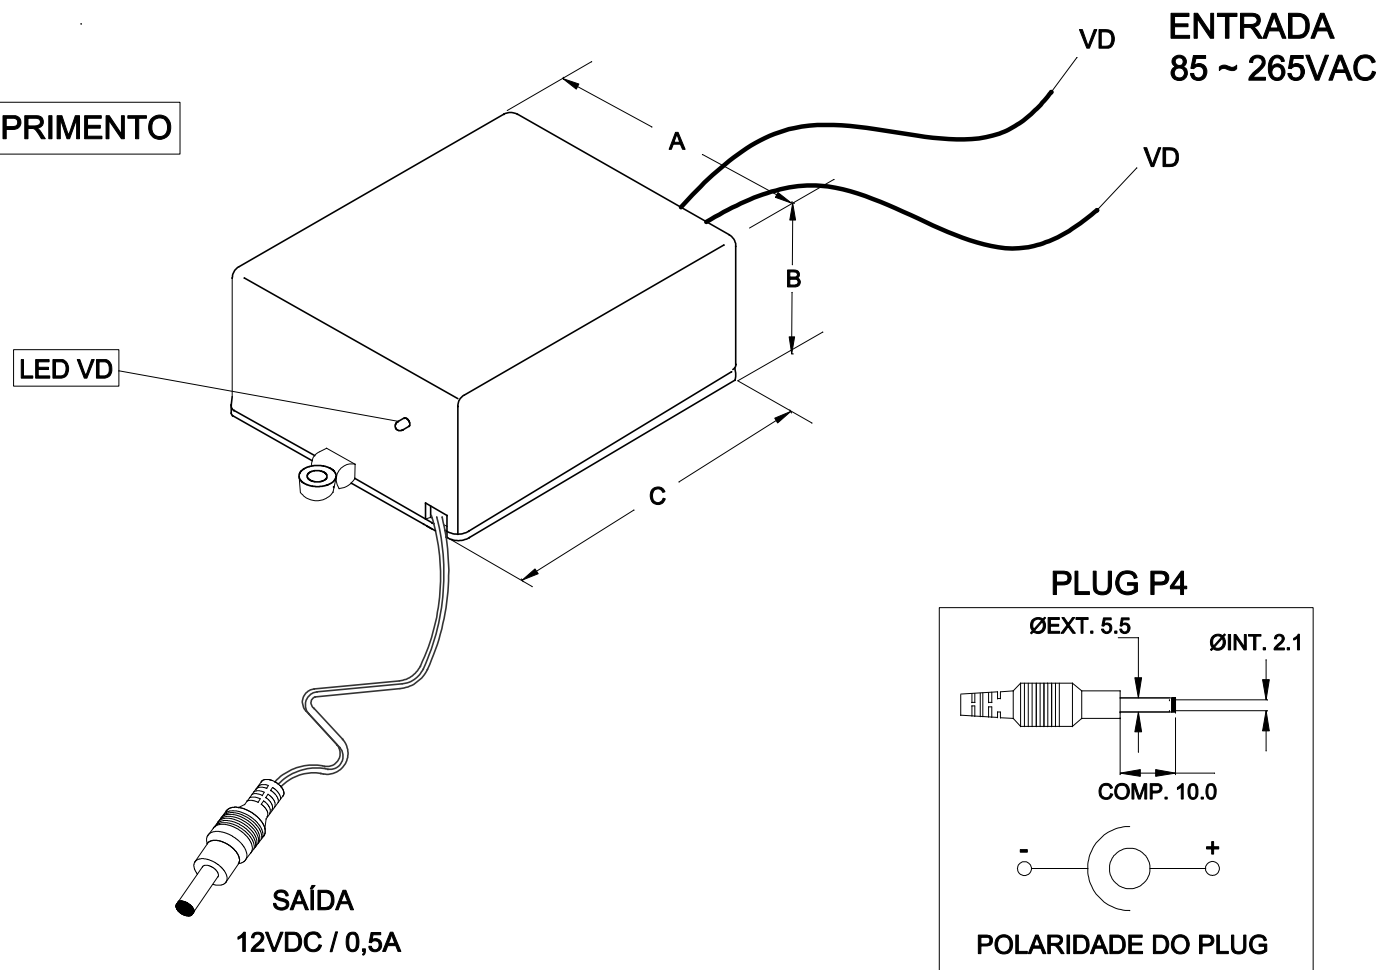 ENTRADA
85 ~ 265VAC
VD
VD
PRIMENTO
A
B
C
LED VD
SAÍDA
12VDC / 0,5A
PLUG P4
ØEXT. 5.5
ØINT. 2.1
COMP. 10.0
- +
POLARIDADE DO PLUG